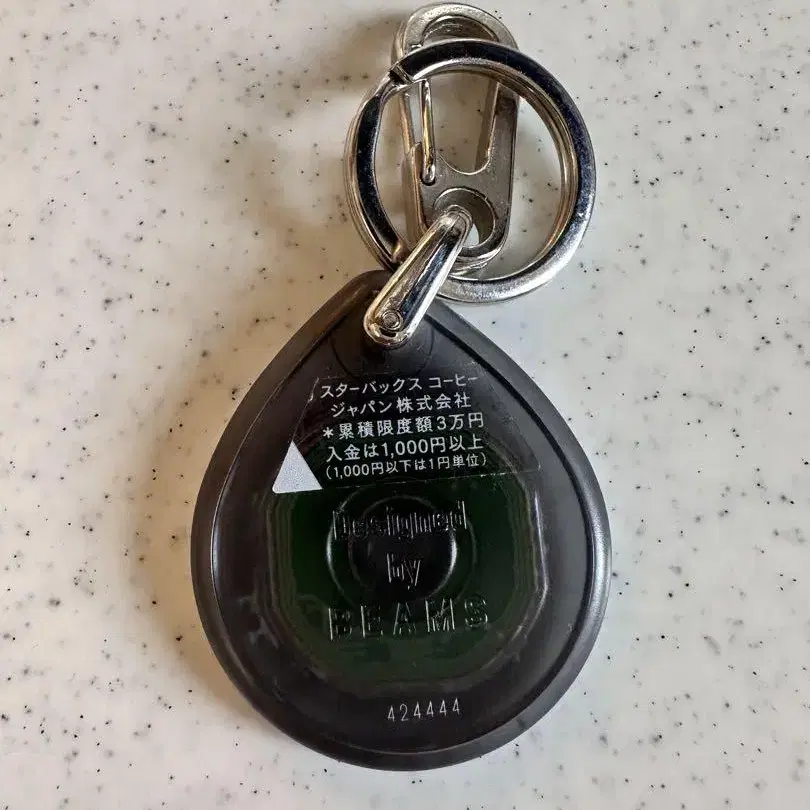 スターバックス コーヒー
ジャパン株式会社
*累積限度額3万円
入金は1,000円以上
(1,000円以下は1円単位)
Designed
by
BEAMS
424444